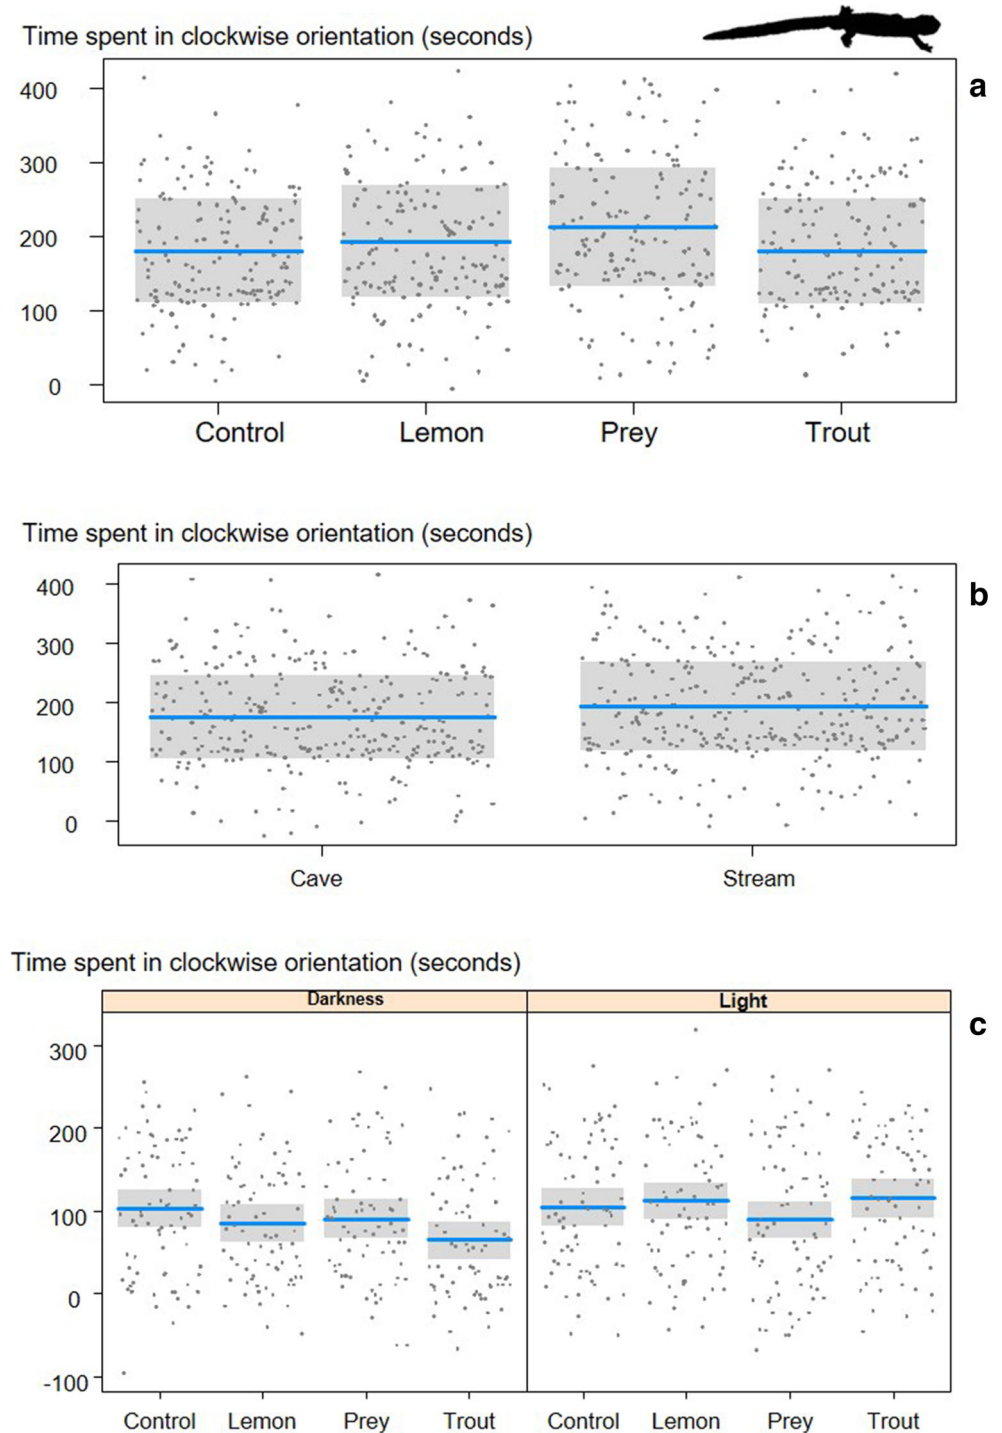 Time spent in clockwise orientation (seconds)
a
400
300
200
100
0
Control Lemon Prey Trout
Time spent in clockwise orientation (seconds)
b
400
300
200
100
0
Cave Stream
Time spent in clockwise orientation (seconds)
Darkness Light
c
300
200
100
0
-100
Control Lemon Prey Trout Control Lemon Prey Trout